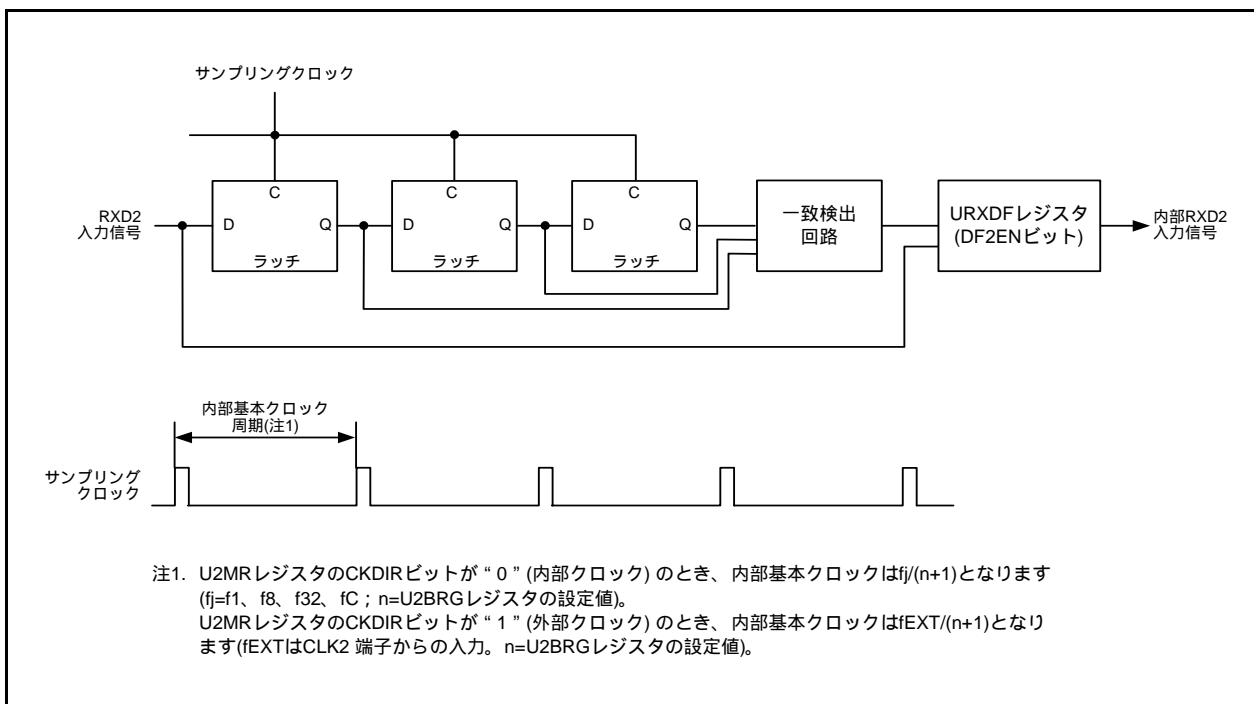 サンプリングクロック
C
C
C
RXD2
入力信号
D
Q
D
Q
D
Q
ラッチ
ラッチ
ラッチ
一致検出
回路
URXDFレジスタ
(DF2ENビット)
内部RXD2
入力信号
内部基本クロック
周期(注1)
サンプリング
クロック
注1. U2MRレジスタのCKDIRビットが“0”(内部クロック) のとき、内部基本クロックはfj/(n+1)となります
(fj=f1、f8、f32、fC ; n=U2BRGレジスタの設定値)。
U2MRレジスタのCKDIRビットが“1”(外部クロック) のとき、内部基本クロックはfEXT/(n+1)となり
ます(fEXTはCLK2 端子からの入力。n=U2BRGレジスタの設定値)。